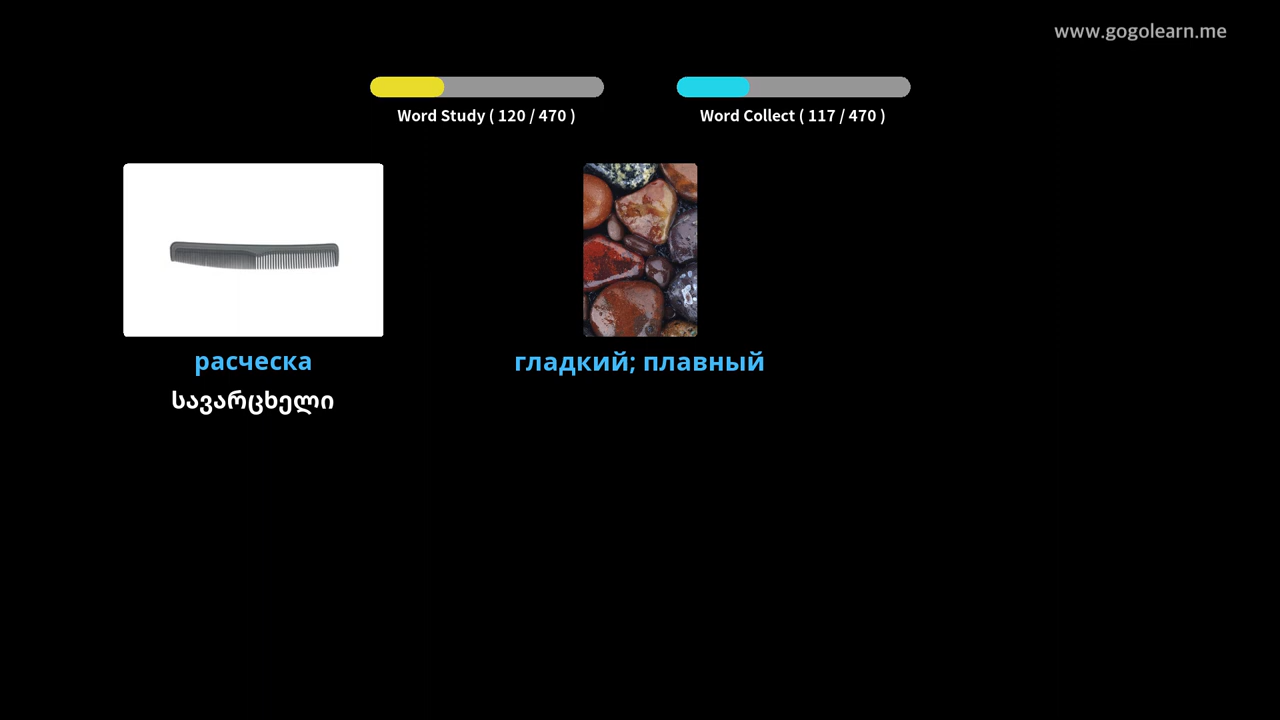 www.gogolearn.me
Word Study ( 120 / 470 )
Word Collect ( 117 / 470 )
расческа
гладкий; плавный
სავარცხელი